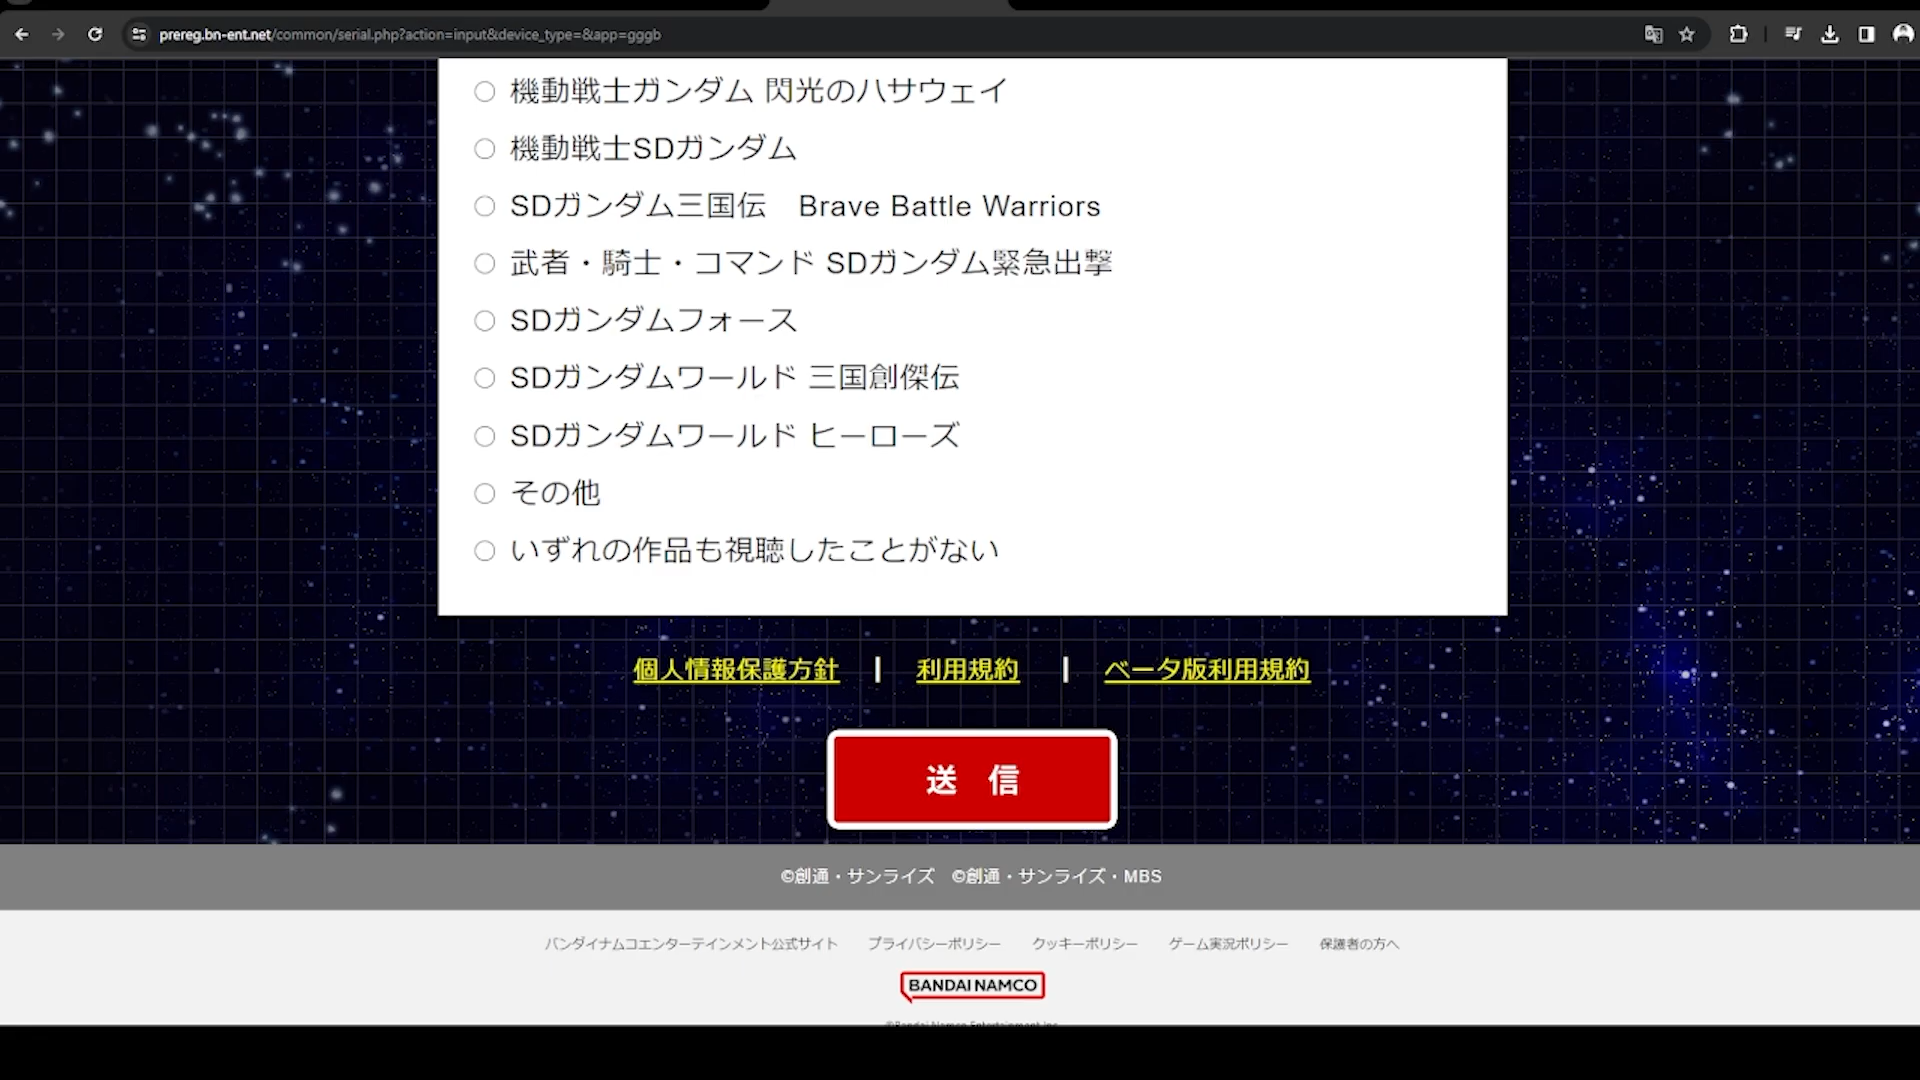 prereg.bn-ent.net/common/serial.php?action=input&device_type=&app=gggb
機動戦士ガンダム 閃光のハサウェイ
機動戦士SDガンダム
SDガンダム三国伝　Brave Battle Warriors
武者・騎士・コマンド SDガンダム緊急出撃
SDガンダムフォース
SDガンダムワールド 三国創傑伝
SDガンダムワールド ヒーローズ
その他
いずれの作品も視聴したことがない
個人情報保護方針 | 利用規約 | ベータ版利用規約
送　信
©創通・サンライズ　©創通・サンライズ・MBS
バンダイナムコエンターテインメント公式サイト　プライバシーポリシー　クッキーポリシー　ゲーム実況ポリシー　保護者の方へ
BANDAI NAMCO
©Bandai Namco Entertainment Inc.